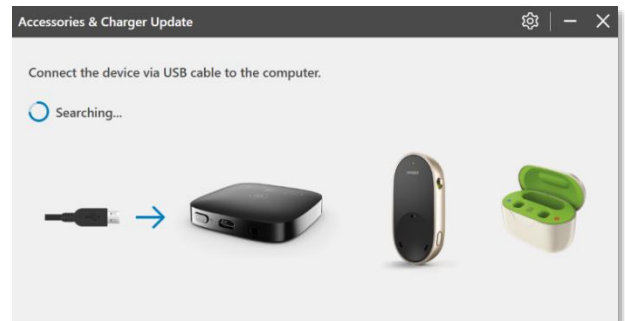 Accessories & Charger Update
Connect the device via USB cable to the computer.
Searching...